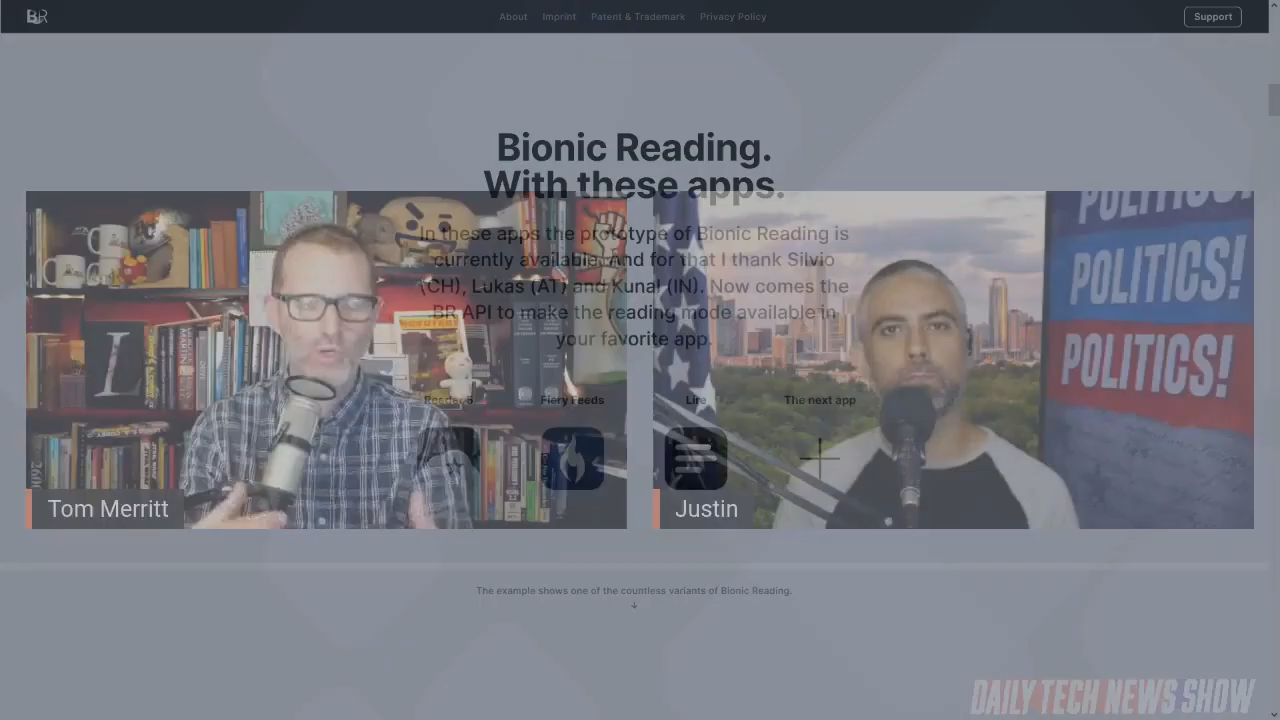 BR
About Imprint Patent & Trademark Privacy Policy
Support
Bionic Reading.
With these apps.
In these apps the prototype of Bionic Reading is
currently available. And for that I thank Silvio
(CH), Lukas (AT) and Kunal (IN). Now comes the
BR API to make the reading mode available in
your favorite app.
Reeder 5 Fiery Feeds Lire The next app
POLITICS!
POLITICS!
POLITICS!
L
Tom Merritt
Justin
The example shows one of the countless variants of Bionic Reading.
↓
DAILY TECH NEWS SHOW